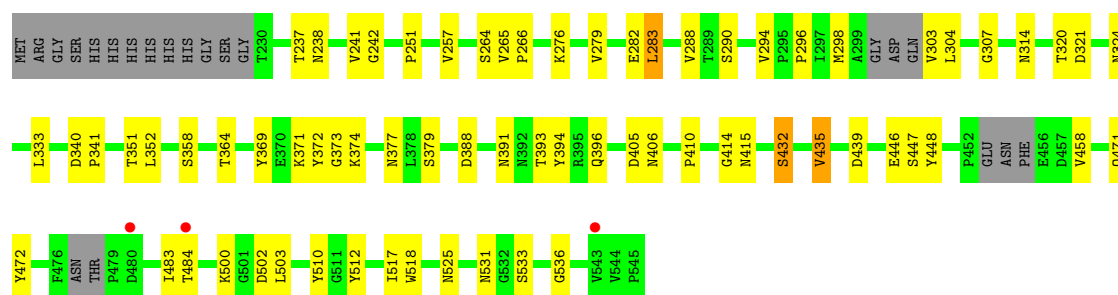 MET ARG GLY SER HIS HIS HIS HIS HIS HIS GLY SER GLY T230 T237 N238 V241 G242 P251 V257 S264 V265 P266 K276 V279 E282 L283 V288 T289 S290 V294 P295 P296 I297 M298 A299 GLY ASP GLN V303 L304 G307 N314 T320 D321
L333 D340 P341 T351 L352 S358 T364 Y369 E370 K371 Y372 G373 K374 N377 L378 S379 D388 N391 N392 T393 Y394 R395 Q396 D405 N406 P410 G414 N415 S432 V435 D439 E446 S447 Y448 P452 GLU ASN PHE E456 D457 V458
Y472 F476 ASN THR P479 D480 I483 T484 K500 G501 D502 L503 Y510 G511 Y512 I517 W518 N525 N531 G532 S533 G536 V543 V544 P545